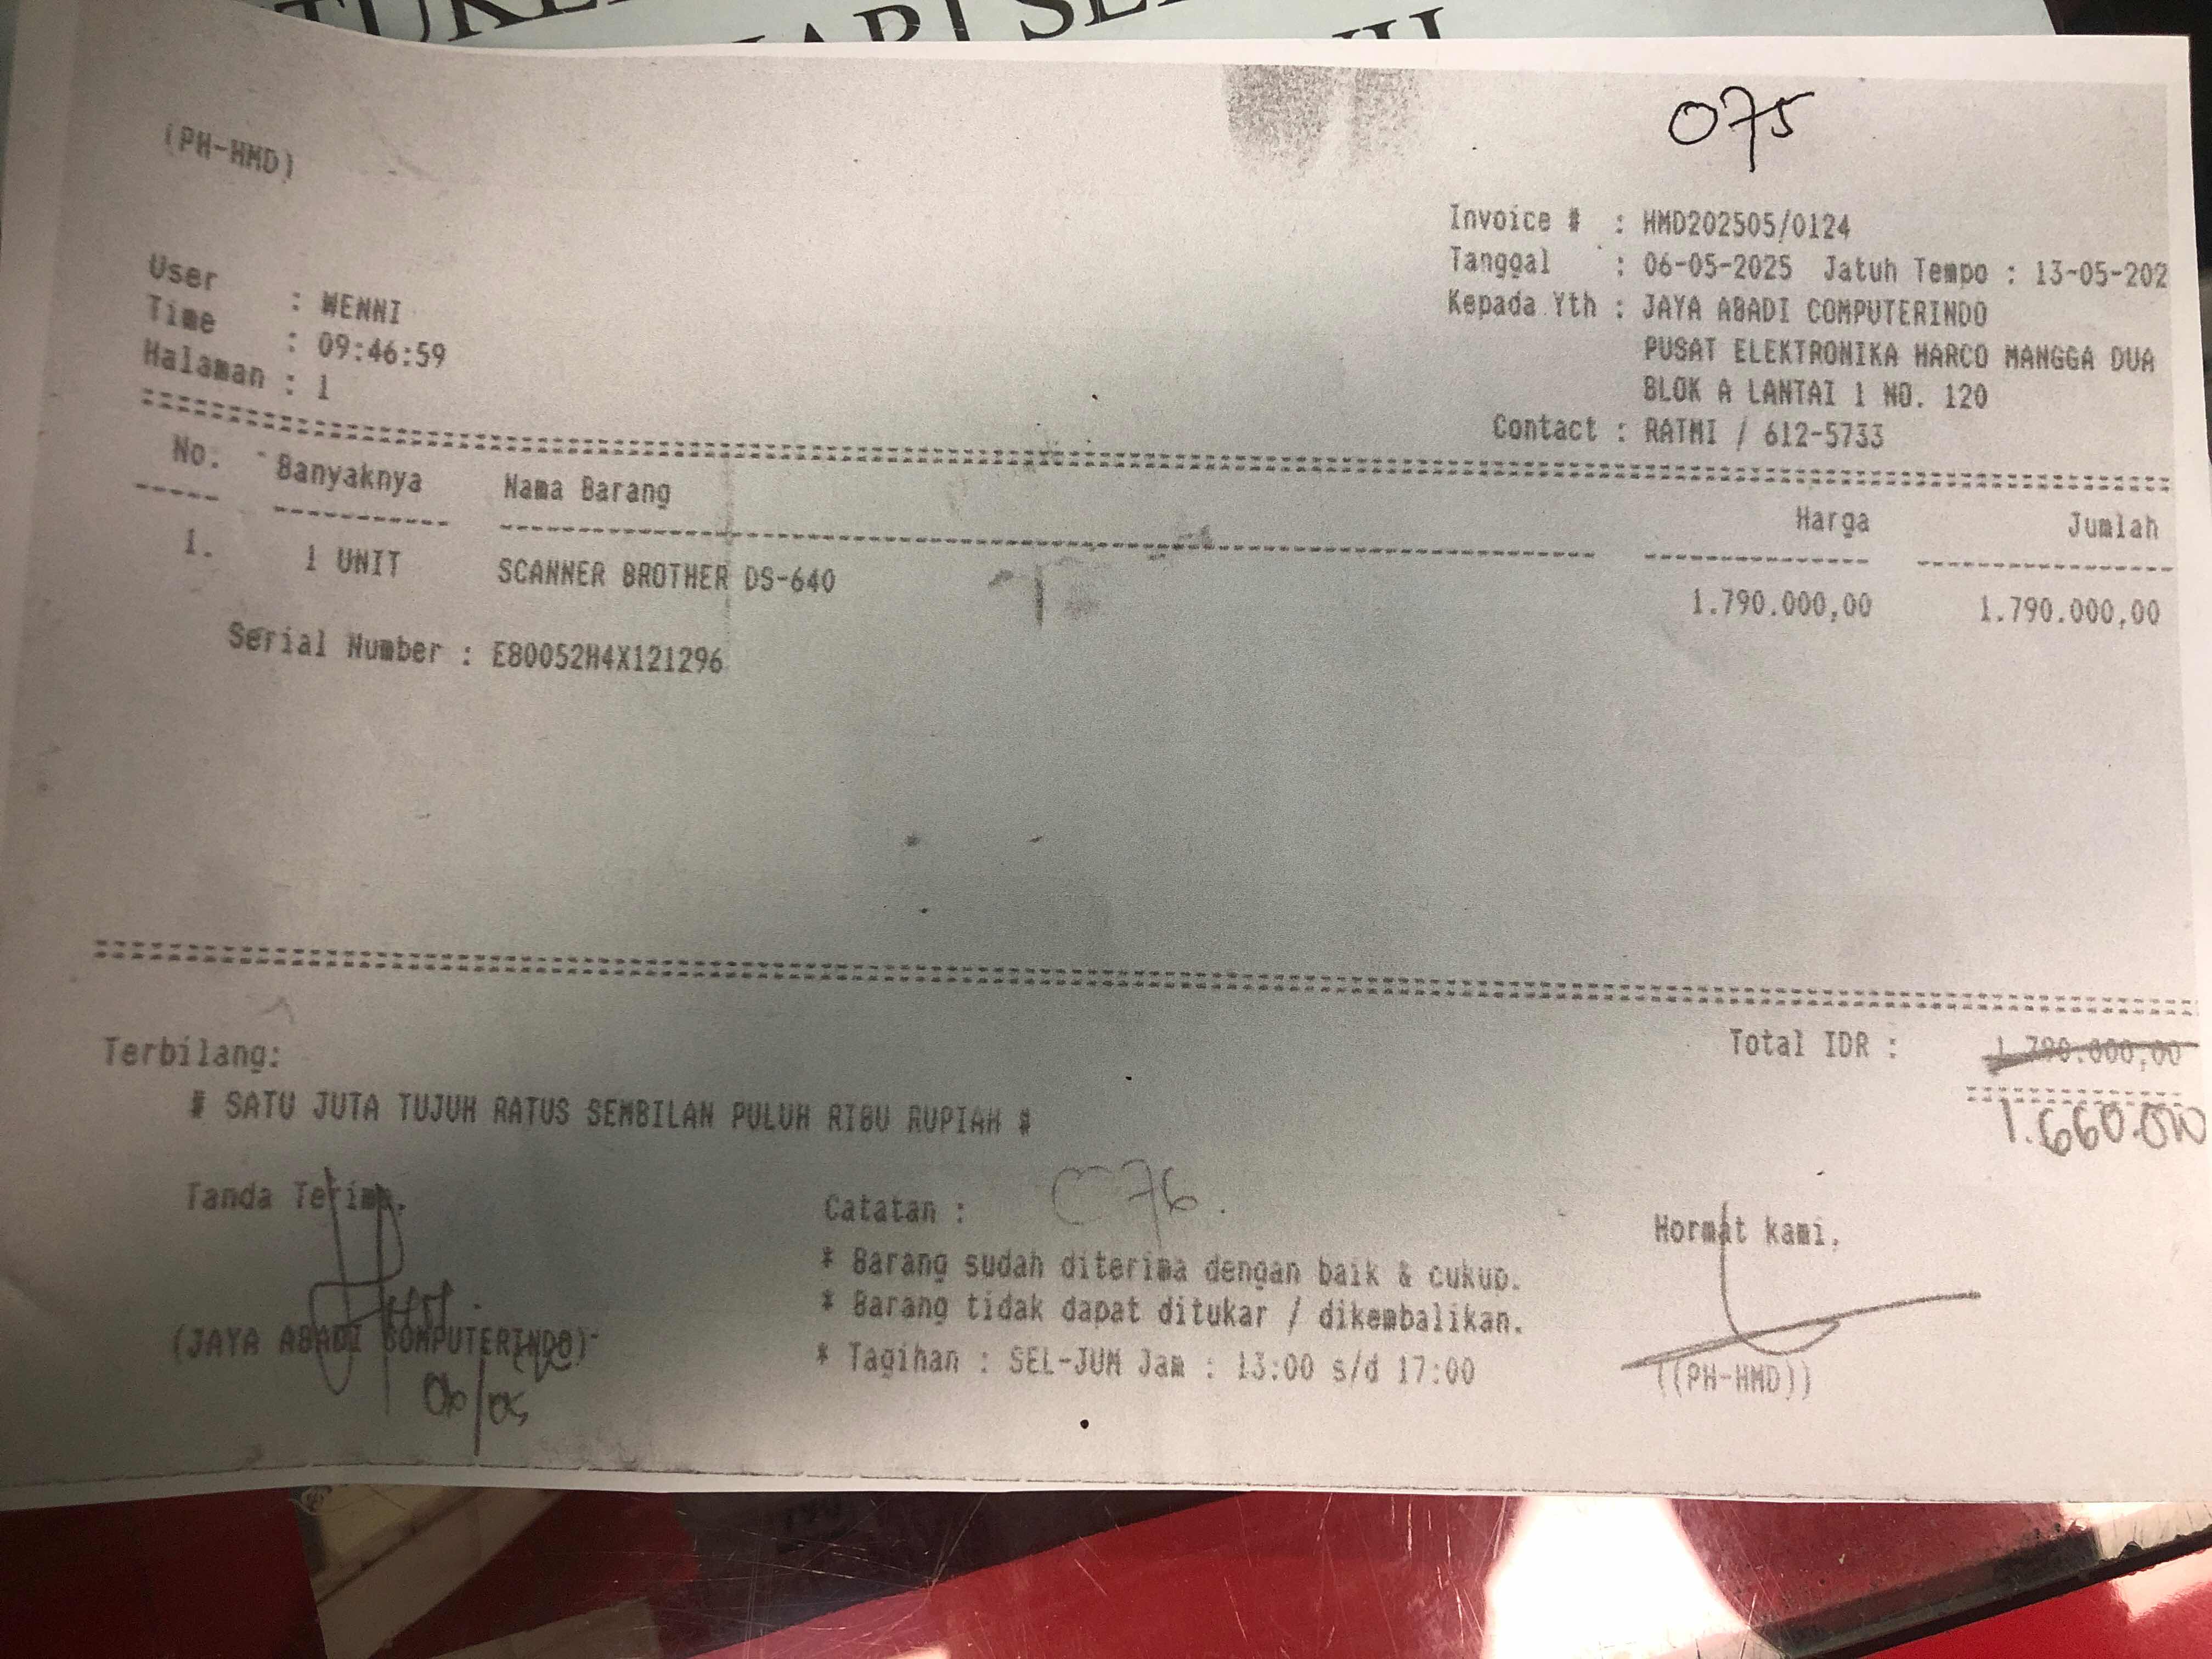 075
(PH-HMD)
Invoice # : HMD202505/0124
Tanggal : 06-05-2025 Jatuh Tempo : 13-05-202
Kepada Yth : JAYA ABADI COMPUTERINDO
PUSAT ELEKTRONIKA HARCO MANGGA DUA
BLOK A LANTAI 1 NO. 120
Contact : RATMI / 612-5733
User : WENNI
Time : 09:46:59
Halaman : 1
No. Banyaknya Nama Barang Harga Jumlah
1. 1 UNIT SCANNER BROTHER DS-640 1.790.000,00 1.790.000,00
Serial Number : E80052H4X121296
Total IDR : 1.790.000,00
1.660.000
Terbilang:
# SATU JUTA TUJUH RATUS SEMBILAN PULUH RIBU RUPIAH #
Tanda Terima,
Catatan : C 76.
* Barang sudah diterima dengan baik & cukup.
* Barang tidak dapat ditukar / dikembalikan.
* Tagihan : SEL-JUM Jam : 13:00 s/d 17:00
Hormat kami,
(JAYA ABADI COMPUTERINDO)
06/05
((PH-HMD))